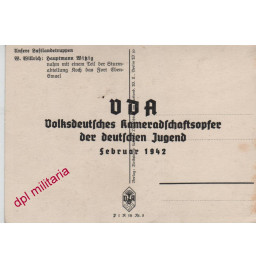 Unsere Luftlandetruppen
W. Willrich: Hauptmann Witzig
nahm mit einem Teil der Sturm-
abteilung Koch das Fort Eben-
Emael
VDA
Volksdeutsches Kameradschaftsopfer
der deutschen Jugend
Februar 1942
dpl militaria